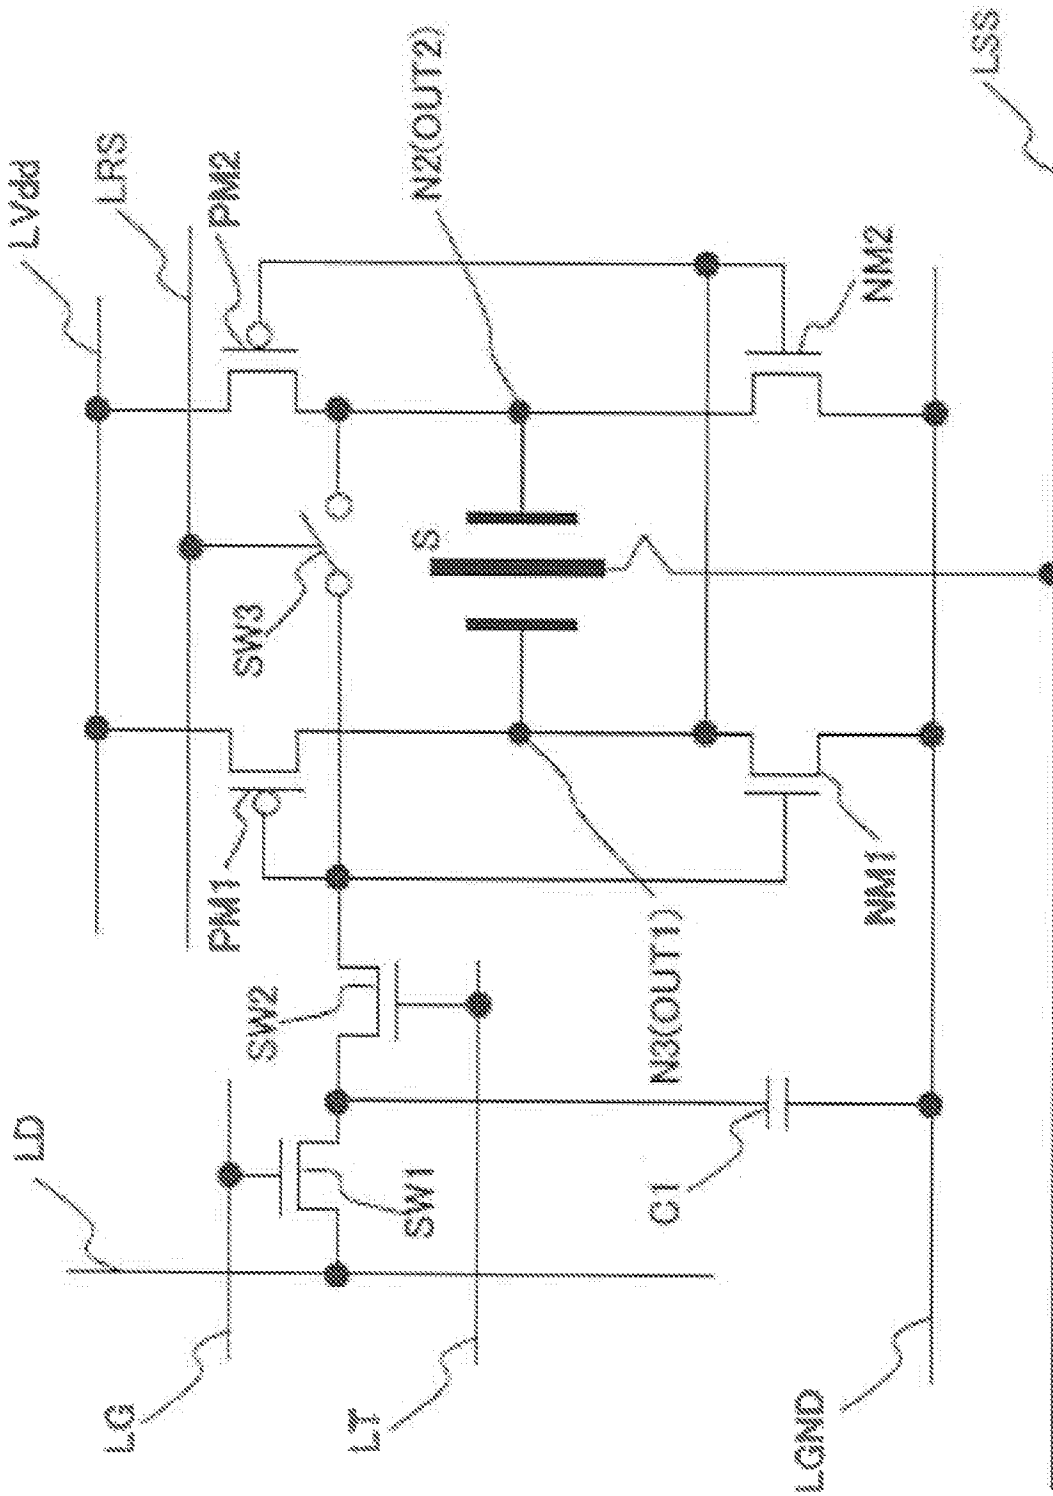 LVdd
LRS
PM2
N2(OUT2)
LSS
NM2
SW3
S
PM1
NM1
N3(OUT1)
SW2
SW1
C1
LD
LG
LT
LGND